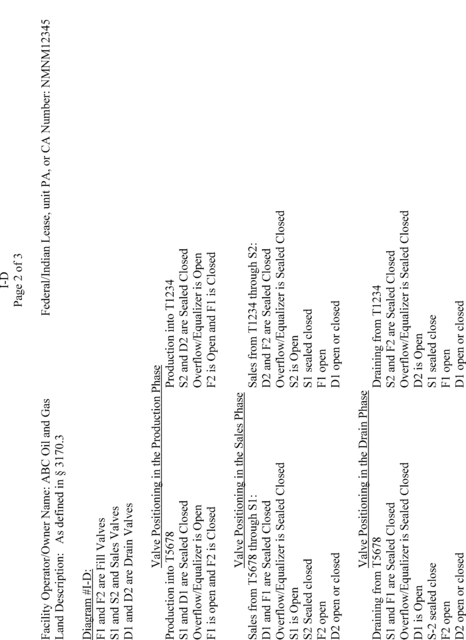 I-D
Page 2 of 3
Facility Operator/Owner Name: ABC Oil and Gas Federal/Indian Lease, unit PA, or CA Number: NMNM12345
Land Description: As defined in § 3170.3
Diagram #I-D:
F1 and F2 are Fill Valves
S1 and S2 and Sales Valves
D1 and D2 are Drain Valves
Valve Positioning in the Production Phase
Production into T5678 Production into T1234
S1 and D1 are Sealed Closed S2 and D2 are Sealed Closed
Overflow/Equalizer is Open Overflow/Equalizer is Open
F1 is open and F2 is Closed F2 is Open and F1 is Closed
Valve Positioning in the Sales Phase
Sales from T5678 through S1: Sales from T1234 through S2:
D1 and F1 are Sealed Closed D2 and F2 are Sealed Closed
Overflow/Equalizer is Sealed Closed Overflow/Equalizer is Sealed Closed
S1 is Open S2 is Open
S2 Sealed closed S1 sealed closed
F2 open F1 open
D2 open or closed D1 open or closed
Valve Positioning in the Drain Phase
Draining from T5678 Draining from T1234
S1 and F1 are Sealed Closed S2 and F2 are Sealed Closed
Overflow/Equalizer is Sealed Closed Overflow/Equalizer is Sealed Closed
D1 is Open D2 is Open
S-2 sealed close S1 sealed close
F2 open F1 open
D2 open or closed D1 open or closed